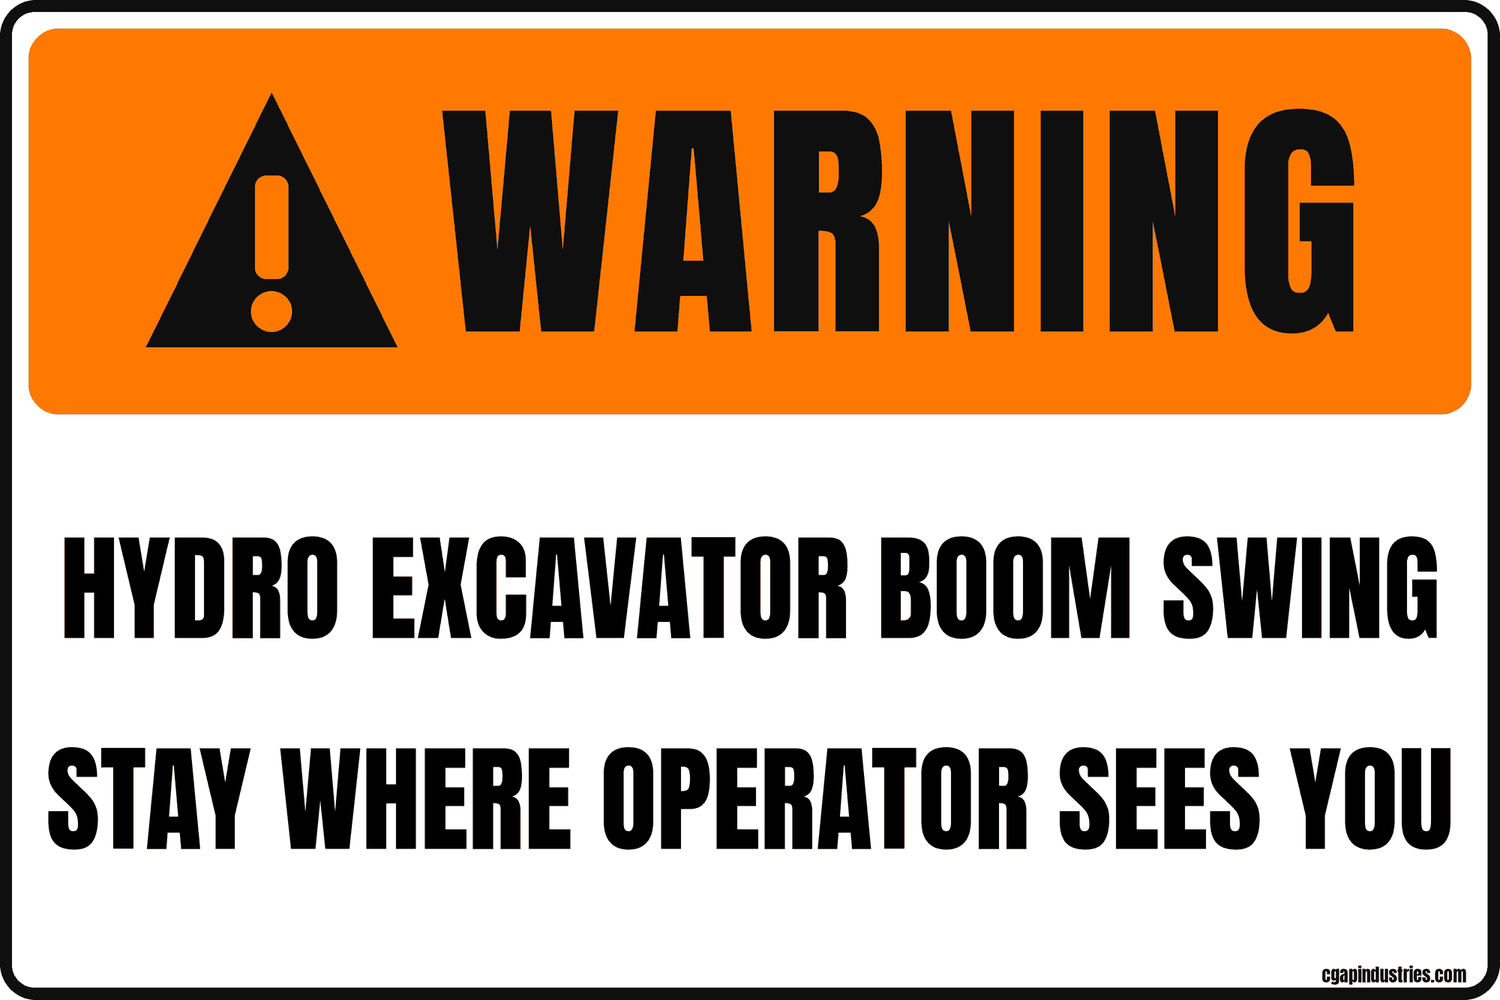 WARNING
HYDRO EXCAVATOR BOOM SWING
STAY WHERE OPERATOR SEES YOU
cgapindustries.com